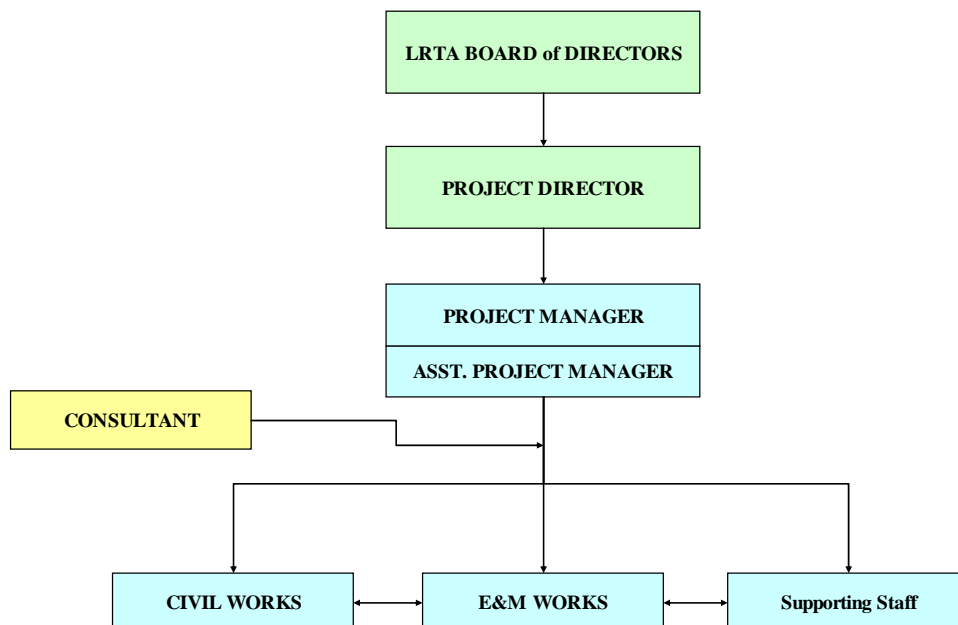 LRTA BOARD of DIRECTORS
PROJECT DIRECTOR
PROJECT MANAGER
ASST. PROJECT MANAGER
CONSULTANT
CIVIL WORKS
E&M WORKS
Supporting Staff